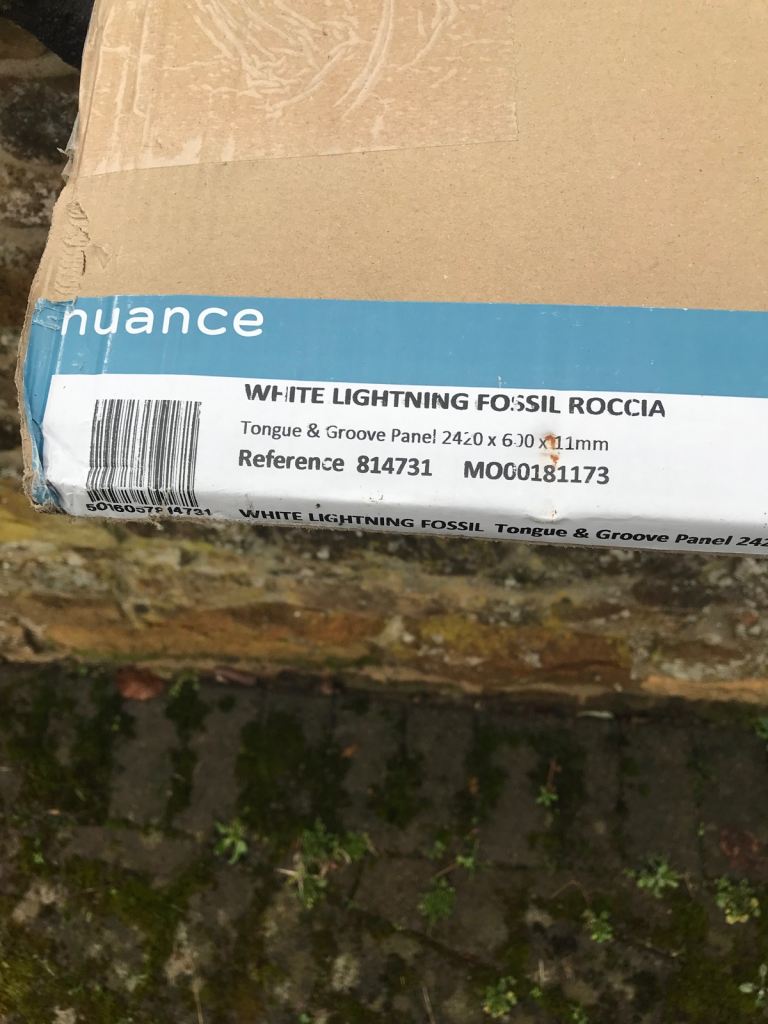 nuance
WHITE LIGHTNING FOSSIL ROCCIA
Tongue & Groove Panel 2420 x 600 x 11mm
Reference 814731 MO00181173
WHITE LIGHTNING FOSSIL Tongue & Groove Panel 242